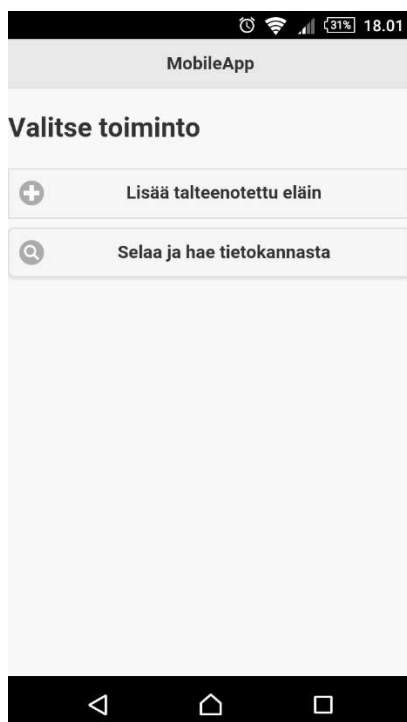 31% 18.01
MobileApp
Valitse toiminto
Lisää talteenotettu eläin
Selaa ja hae tietokannasta